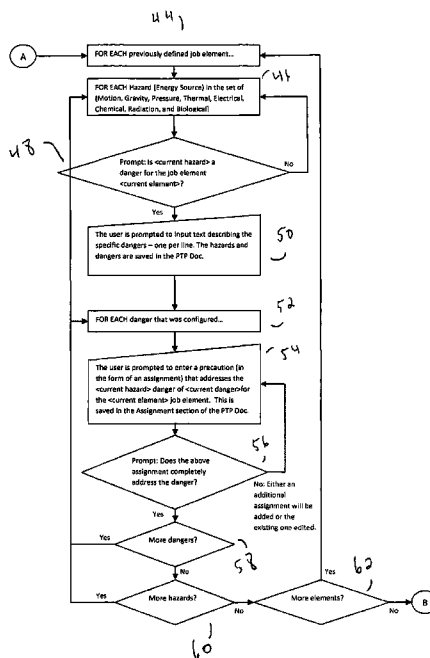 44
A
FOR EACH previously defined job element...
46
FOR EACH Hazard (Energy Source) in the set of
(Motion, Gravity, Pressure, Thermal, Electrical,
Chemical, Radiation, and Biological)
48
Prompt: Is <current hazard> a
danger for the job element
<current element>?
No
Yes
50
The user is prompted to input text describing the
specific dangers – one per line. The hazards and
dangers are saved in the PTP Doc.
52
FOR EACH danger that was configured...
54
The user is prompted to enter a precaution (in
the form of an assignment) that addresses the
<current hazard> danger of <current danger>for
the <current element> job element. This is
saved in the Assignment section of the PTP Doc.
56
Prompt: Does the above
assignment completely
address the danger?
No: Either an
additional
assignment will be
added or the
existing one edited.
Yes
Yes
More dangers?
58
No
Yes
More hazards?
No
60
Yes
62
More elements?
No
B